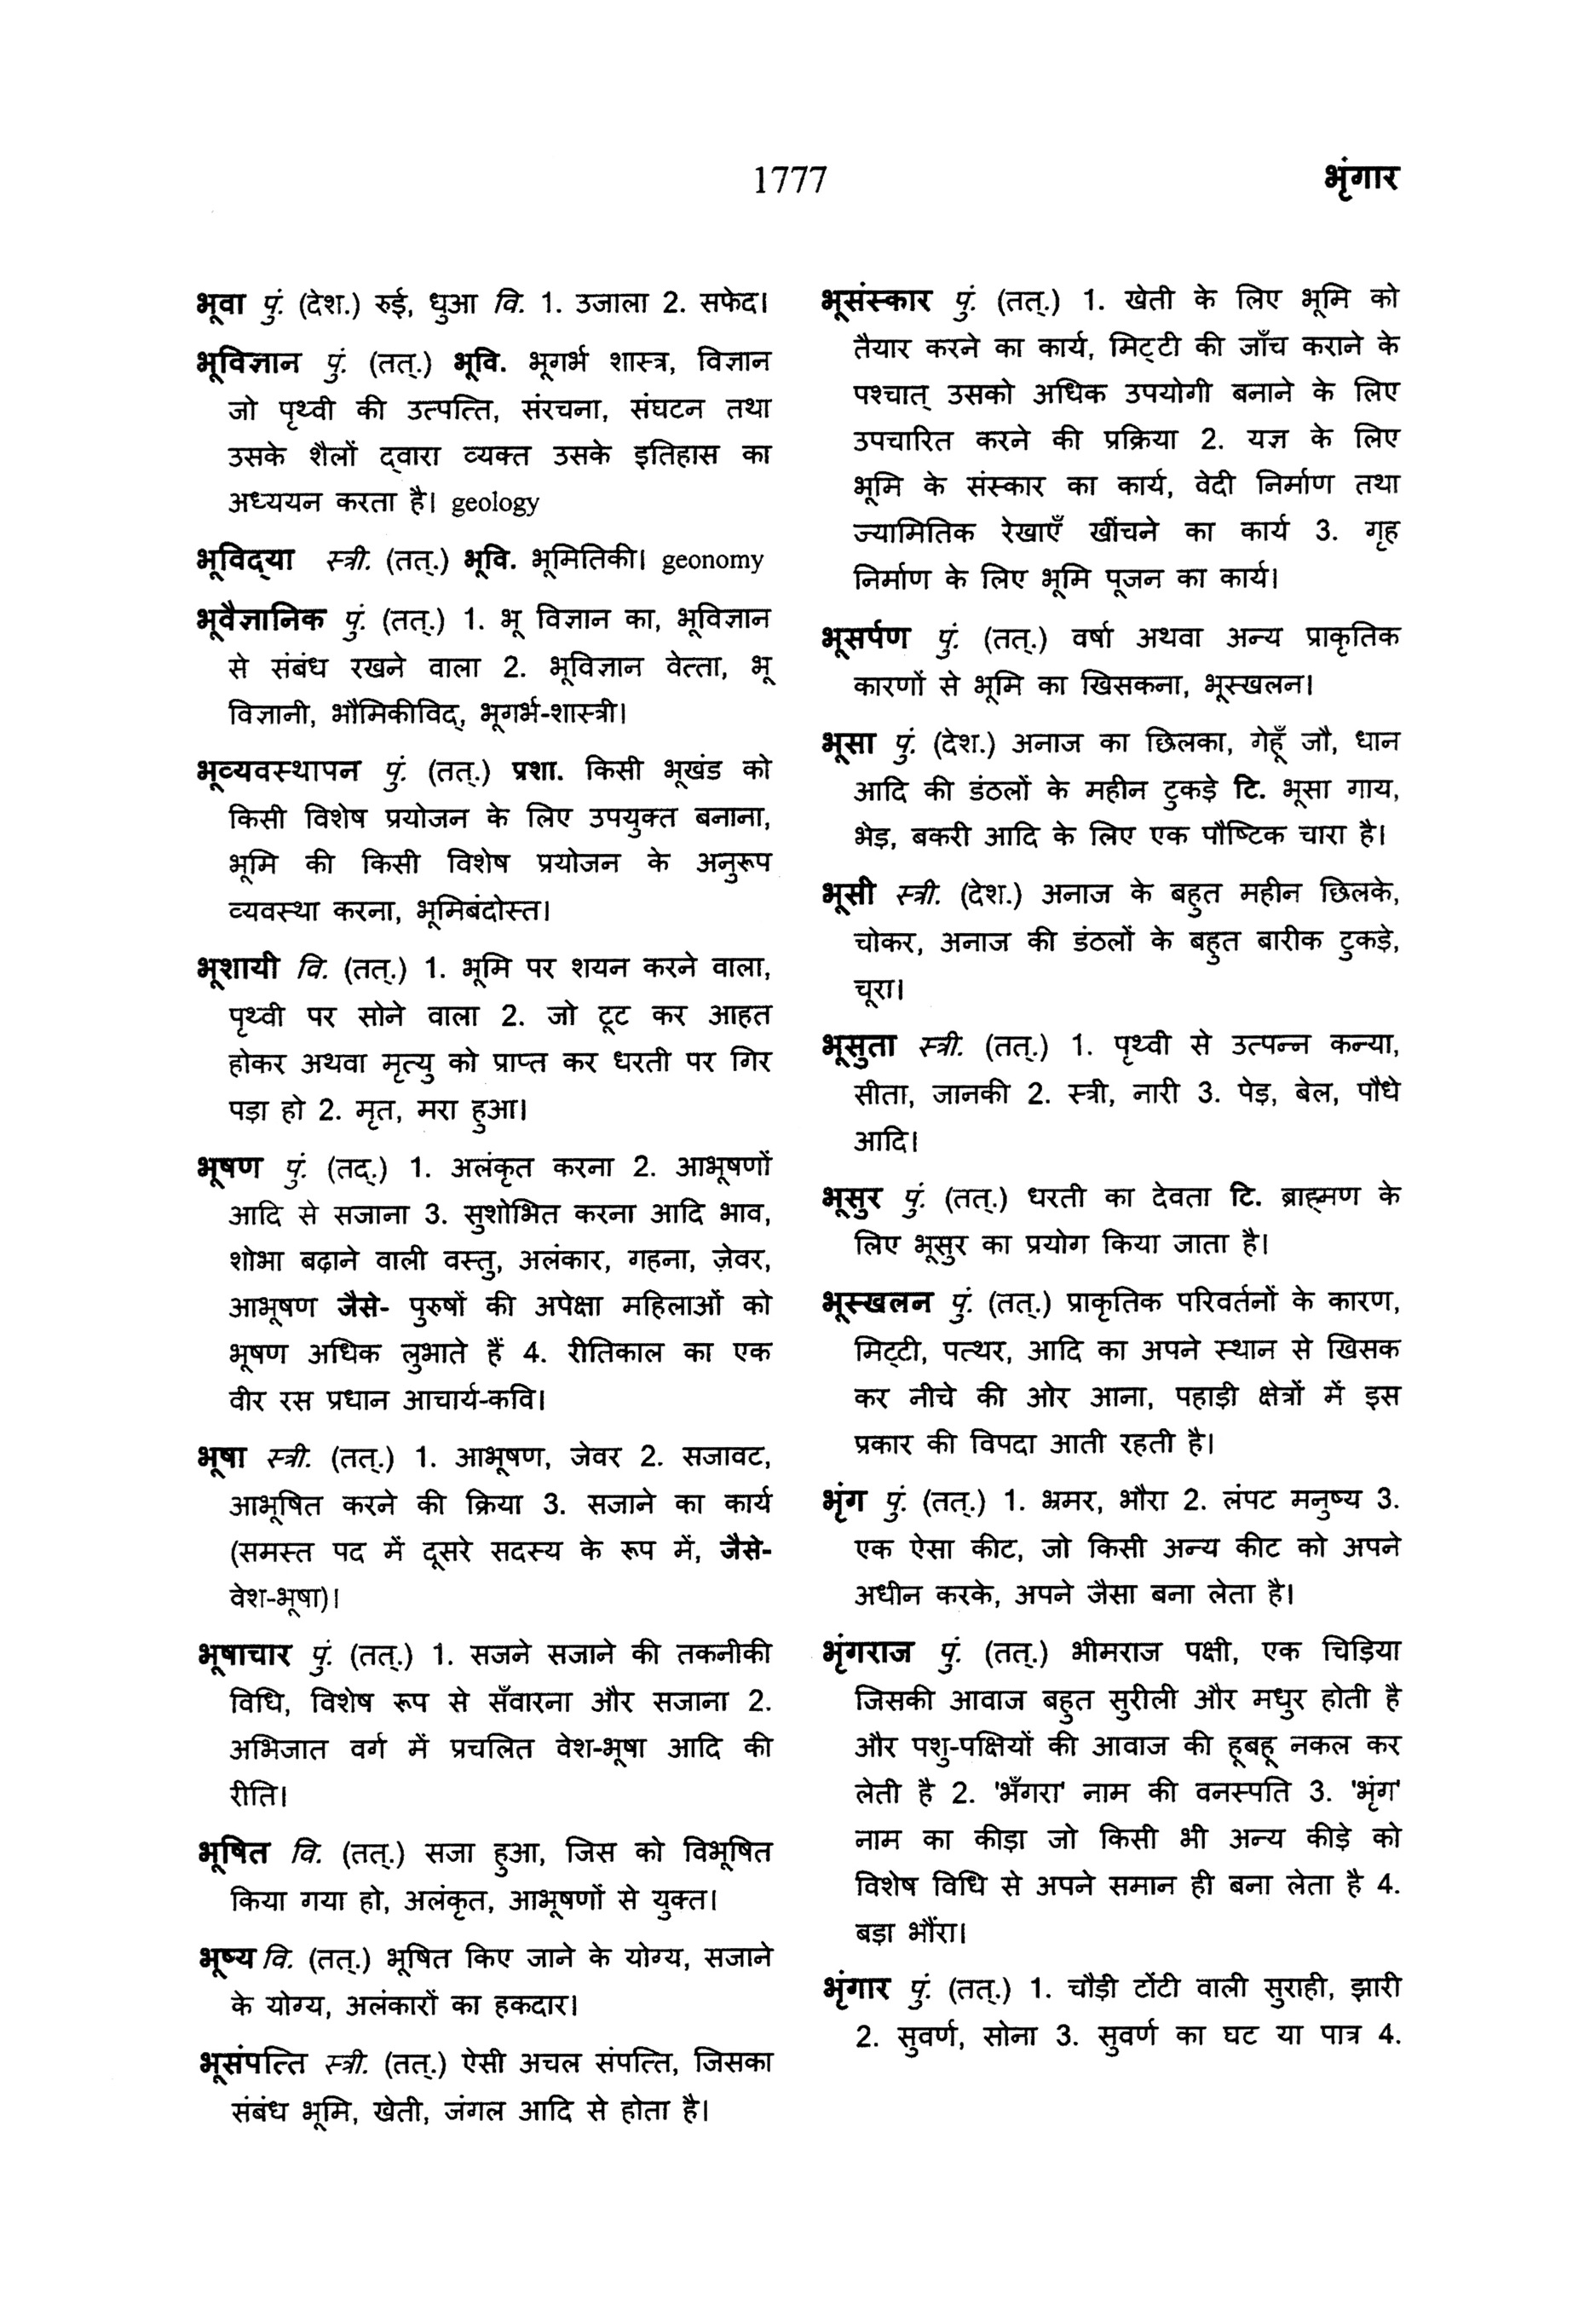 1777
भृंगार
भूवा पुं. (देश.) रुई, धुआ वि. 1. उजाला 2. सफेद।
भूविज्ञान पुं. (तत्.) भूवि. भूगर्भ शास्त्र, विज्ञान
जो पृथ्वी की उत्पत्ति, संरचना, संघटन तथा
उसके शैलों द्वारा व्यक्त उसके इतिहास का
अध्ययन करता है। geology
भूविद्या स्त्री. (तत्.) भूवि. भूमितिकी। geonomy
भूवैज्ञानिक पुं. (तत्.) 1. भू विज्ञान का, भूविज्ञान
से संबंध रखने वाला 2. भूविज्ञान वेत्ता, भू
विज्ञानी, भौमिकीविद्, भूगर्भ-शास्त्री।
भूव्यवस्थापन पुं. (तत्.) प्रशा. किसी भूखंड को
किसी विशेष प्रयोजन के लिए उपयुक्त बनाना,
भूमि की किसी विशेष प्रयोजन के अनुरूप
व्यवस्था करना, भूमिबंदोस्त।
भूशायी वि. (तत्.) 1. भूमि पर शयन करने वाला,
पृथ्वी पर सोने वाला 2. जो टूट कर आहत
होकर अथवा मृत्यु को प्राप्त कर धरती पर गिर
पड़ा हो 2. मृत, मरा हुआ।
भूषण पुं. (तद्.) 1. अलंकृत करना 2. आभूषणों
आदि से सजाना 3. सुशोभित करना आदि भाव,
शोभा बढ़ाने वाली वस्तु, अलंकार, गहना, ज़ेवर,
आभूषण जैसे- पुरुषों की अपेक्षा महिलाओं को
भूषण अधिक लुभाते हैं 4. रीतिकाल का एक
वीर रस प्रधान आचार्य-कवि।
भूषा स्त्री. (तत्.) 1. आभूषण, जेवर 2. सजावट,
आभूषित करने की क्रिया 3. सजाने का कार्य
(समस्त पद में दूसरे सदस्य के रूप में, जैसे-
वेश-भूषा)।
भूषाचार पुं. (तत्.) 1. सजने सजाने की तकनीकी
विधि, विशेष रूप से सँवारना और सजाना 2.
अभिजात वर्ग में प्रचलित वेश-भूषा आदि की
रीति।
भूषित वि. (तत्.) सजा हुआ, जिस को विभूषित
किया गया हो, अलंकृत, आभूषणों से युक्त।
भूष्य वि. (तत्.) भूषित किए जाने के योग्य, सजाने
के योग्य, अलंकारों का हकदार।
भूसंपत्ति स्त्री. (तत्.) ऐसी अचल संपत्ति, जिसका
संबंध भूमि, खेती, जंगल आदि से होता है।
भूसंस्कार पुं. (तत्.) 1. खेती के लिए भूमि को
तैयार करने का कार्य, मिट्टी की जाँच कराने के
पश्चात् उसको अधिक उपयोगी बनाने के लिए
उपचारित करने की प्रक्रिया 2. यज्ञ के लिए
भूमि के संस्कार का कार्य, वेदी निर्माण तथा
ज्यामितिक रेखाएँ खींचने का कार्य 3. गृह
निर्माण के लिए भूमि पूजन का कार्य।
भूसर्पण पुं. (तत्.) वर्षा अथवा अन्य प्राकृतिक
कारणों से भूमि का खिसकना, भूस्खलन।
भूसा पुं. (देश.) अनाज का छिलका, गेहूँ जौ, धान
आदि की डंठलों के महीन टुकड़े टि. भूसा गाय,
भेड़, बकरी आदि के लिए एक पौष्टिक चारा है।
भूसी स्त्री. (देश.) अनाज के बहुत महीन छिलके,
चोकर, अनाज की डंठलों के बहुत बारीक टुकड़े,
चूरा।
भूसुता स्त्री. (तत्.) 1. पृथ्वी से उत्पन्न कन्या,
सीता, जानकी 2. स्त्री, नारी 3. पेड़, बेल, पौधे
आदि।
भूसुर पुं. (तत्.) धरती का देवता टि. ब्राह्मण के
लिए भूसुर का प्रयोग किया जाता है।
भूस्खलन पुं. (तत्.) प्राकृतिक परिवर्तनों के कारण,
मिट्टी, पत्थर, आदि का अपने स्थान से खिसक
कर नीचे की ओर आना, पहाड़ी क्षेत्रों में इस
प्रकार की विपदा आती रहती है।
भृंग पुं. (तत्.) 1. भ्रमर, भौरा 2. लंपट मनुष्य 3.
एक ऐसा कीट, जो किसी अन्य कीट को अपने
अधीन करके, अपने जैसा बना लेता है।
भृंगराज पुं. (तत्.) भीमराज पक्षी, एक चिड़िया
जिसकी आवाज बहुत सुरीली और मधुर होती है
और पशु-पक्षियों की आवाज की हूबहू नकल कर
लेती है 2. 'भँगरा' नाम की वनस्पति 3. 'भृंग'
नाम का कीड़ा जो किसी भी अन्य कीड़े को
विशेष विधि से अपने समान ही बना लेता है 4.
बड़ा भौंरा।
भृंगार पुं. (तत्.) 1. चौड़ी टोंटी वाली सुराही, झारी
2. सुवर्ण, सोना 3. सुवर्ण का घट या पात्र 4.